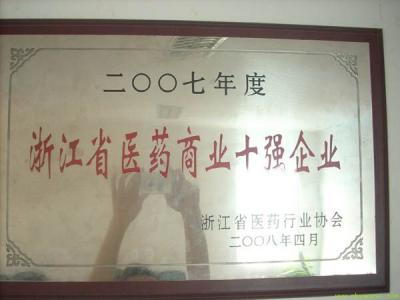 二〇〇七年度
浙江省医药商业十强企业
浙江省医药行业协会
二〇〇八年四月